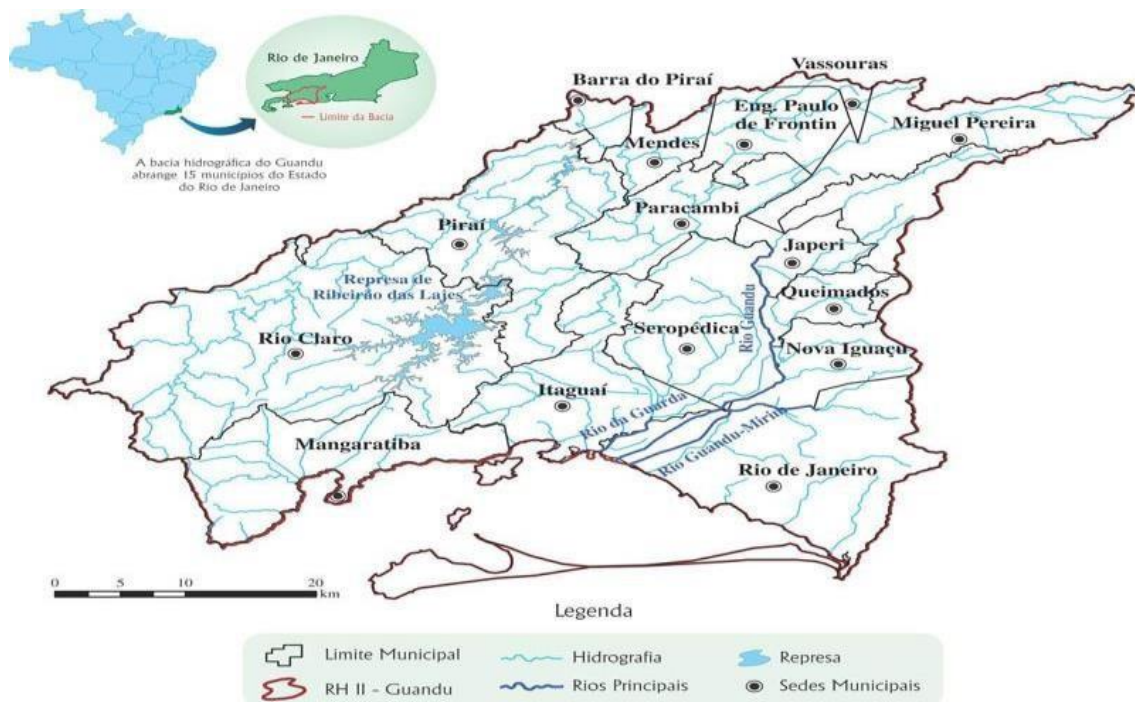 Rio de Janeiro
Limite da Bacia
A bacia hidrográfica do Guandu
abrange 15 municípios do Estado
do Rio de Janeiro
Vassouras
Barra do Piraí
Eng. Paulo
de Frontin
Miguel Pereira
Mendes
Paracambi
Piraí
Japeri
Represa de
Ribeirão das Lajes
Queimados
Rio Guandu
Seropédica
Rio Claro
Nova Iguaçu
Itaguaí
Rio da Guarda
Rio Guandu-Mirim
Mangaratiba
Rio de Janeiro
0 5 10 20
km
Legenda
Limite Municipal
Hidrografia
Represa
RH II - Guandu
Rios Principais
Sedes Municipais